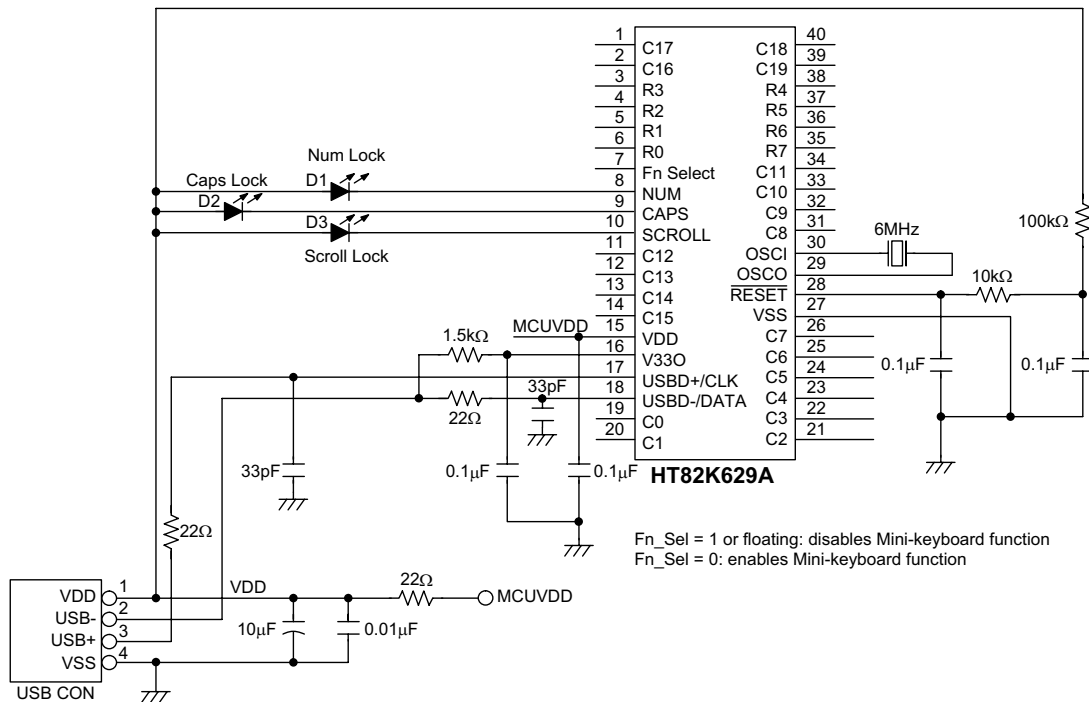 1 C17 C18 40
2 C16 C19 39
3 R3 R4 38
4 R2 R5 37
5 R1 R6 36
6 R0 R7 35
7 Fn Select C11 34
8 NUM C10 33
9 CAPS C9 32
10 SCROLL C8 31
11 C12 OSCI 30
12 C13 OSCO 29
13 C14 RESET 28
14 C15 VSS 27
15 VDD C7 26
16 V33O C6 25
17 USBD+/CLK C5 24
18 USBD-/DATA C4 23
19 C0 C3 22
20 C1 C2 21
HT82K629A
Num Lock
D1
Caps Lock
D2
D3
Scroll Lock
6MHz
100kΩ
10kΩ
0.1μF
0.1μF
MCUVDD
1.5kΩ
22Ω
33pF
33pF
0.1μF
0.1μF
22Ω
Fn_Sel = 1 or floating: disables Mini-keyboard function
Fn_Sel = 0: enables Mini-keyboard function
VDD 1
USB- 2
USB+ 3
VSS 4
USB CON
VDD
22Ω
MCUVDD
10μF
0.01μF